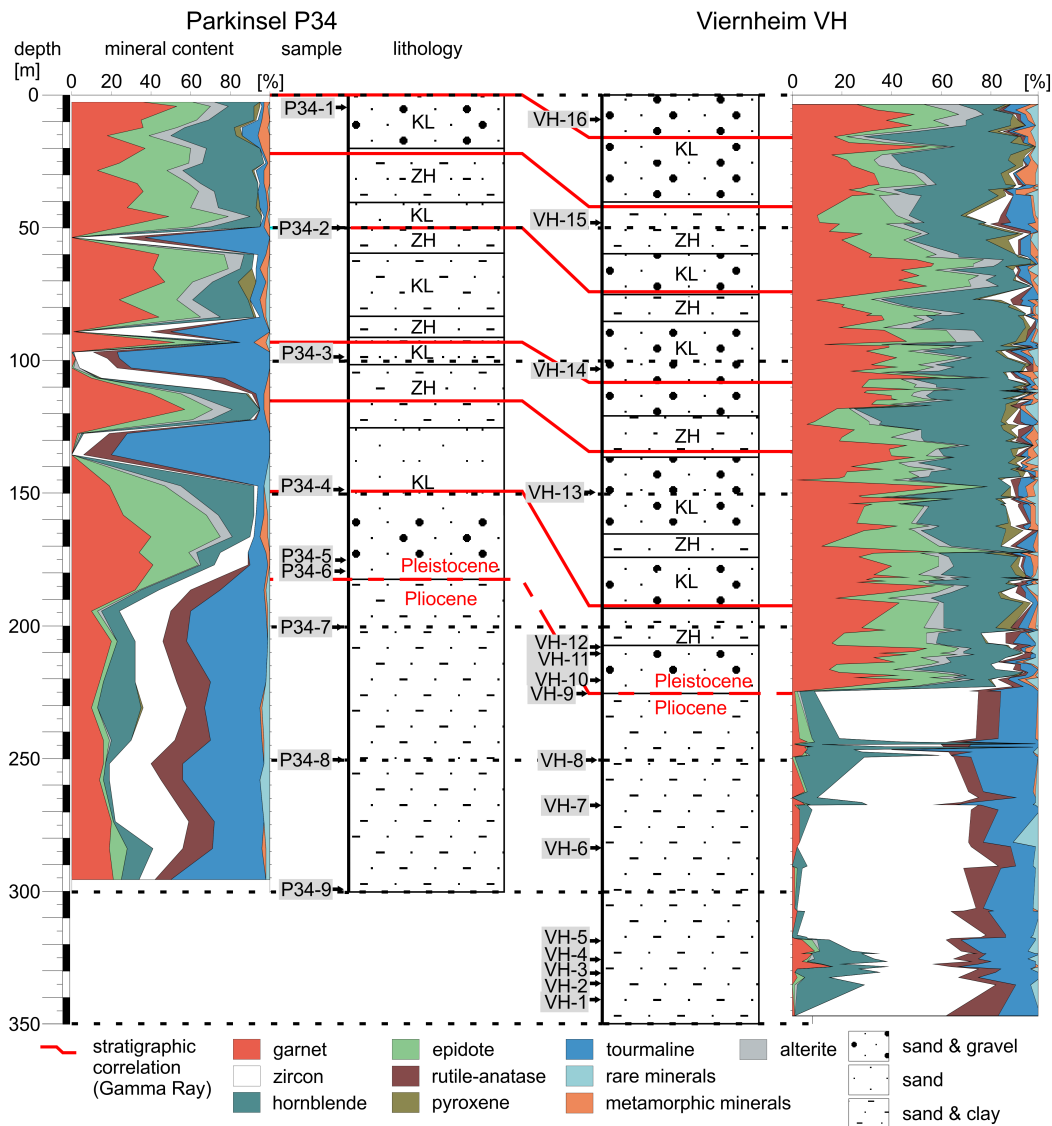 Parkinsel P34
Viernheim VH
depth mineral content sample lithology
[m]
0 20 40 60 80 [%]
0 20 40 60 80 [%]
0
50
100
150
200
250
300
350
P34-1
P34-2
P34-3
P34-4
P34-5
P34-6
P34-7
P34-8
P34-9
KL
ZH
KL
ZH
KL
ZH
KL
ZH
KL
Pleistocene
Pliocene
VH-16
VH-15
VH-14
VH-13
VH-12
VH-11
VH-10
VH-9
VH-8
VH-7
VH-6
VH-5
VH-4
VH-3
VH-2
VH-1
KL
ZH
KL
ZH
KL
ZH
KL
ZH
KL
ZH
Pleistocene
Pliocene
stratigraphic
correlation
(Gamma Ray)
garnet
zircon
hornblende
epidote
rutile-anatase
pyroxene
tourmaline
rare minerals
metamorphic minerals
alterite
sand & gravel
sand
sand & clay